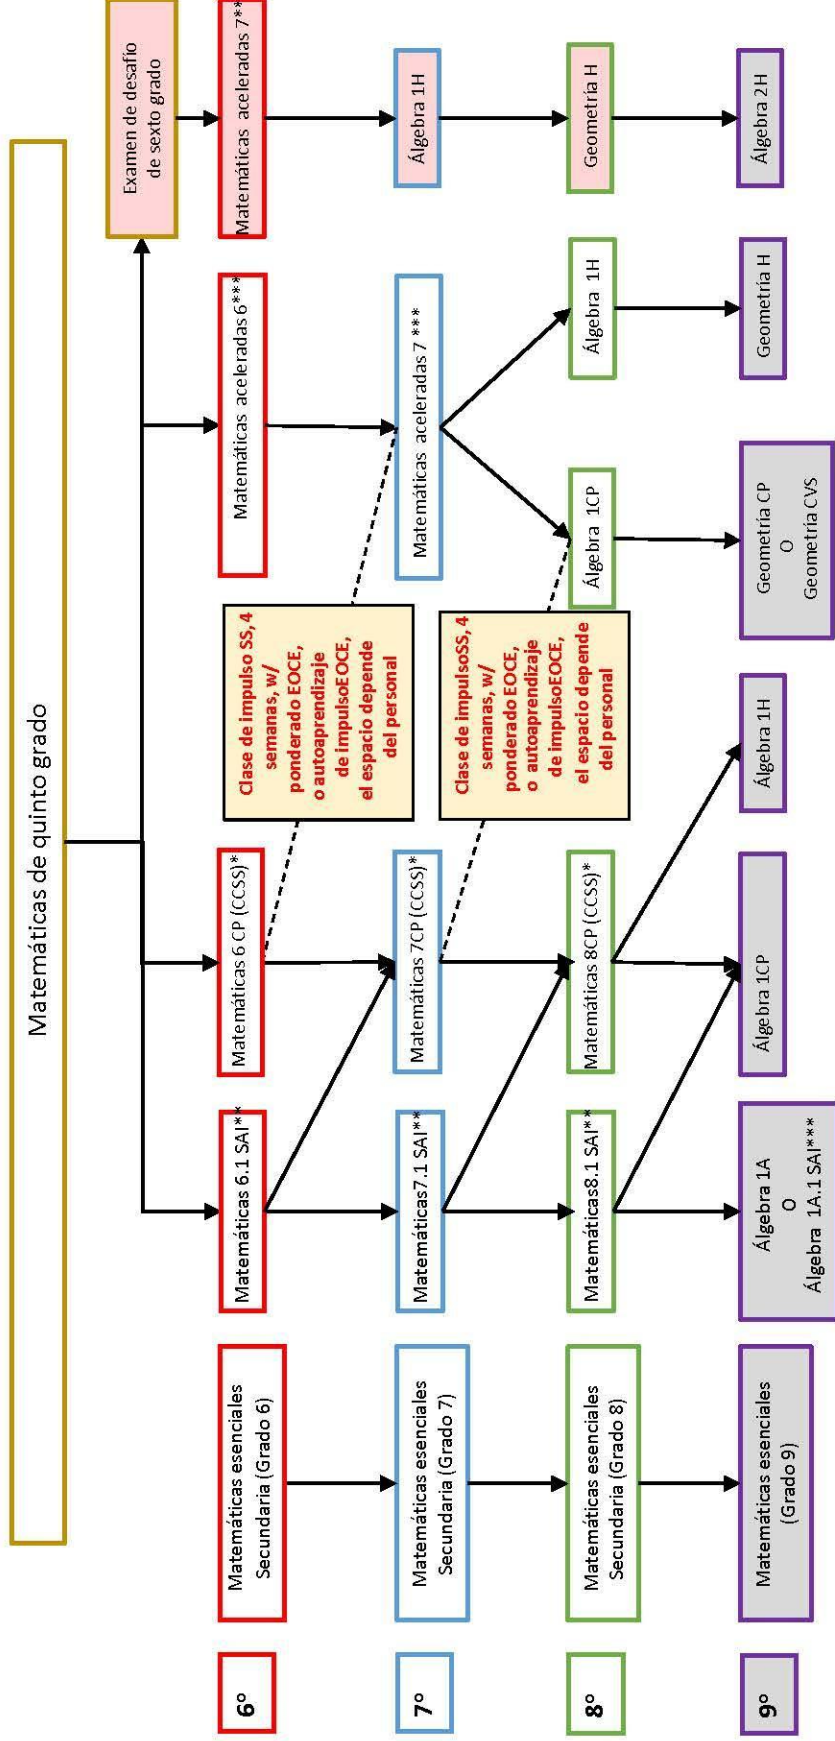 Matemáticas de quinto grado
Examen de desafío
de sexto grado
6°
Matemáticas esenciales
Secundaria (Grado 6)
Matemáticas 6.1 SAI**
Matemáticas 6 CP (CCSS)*
Matemáticas aceleradas 6***
Matemáticas aceleradas 7**
Clase de impulso SS, 4
semanas, w/
ponderado EOCE,
o autoaprendizaje
de impulsoEOCE,
el espacio depende
del personal
7°
Matemáticas esenciales
Secundaria (Grado 7)
Matemáticas7.1 SAI**
Matemáticas 7CP (CCSS)*
Matemáticas aceleradas 7 ***
Álgebra 1H
Clase de impulsoSS, 4
semanas, w/
ponderado EOCE,
o autoaprendizaje
de impulsoEOCE,
el espacio depende
del personal
8°
Matemáticas esenciales
Secundaria (Grado 8)
Matemáticas8.1 SAI**
Matemáticas 8CP (CCSS)*
Álgebra 1CP
Álgebra 1H
Geometría H
9°
Matemáticas esenciales
(Grado 9)
Álgebra 1A
O
Álgebra 1A.1 SAI***
Álgebra 1CP
Álgebra 1H
Geometría CP
O
Geometría CVS
Geometría H
Álgebra 2H